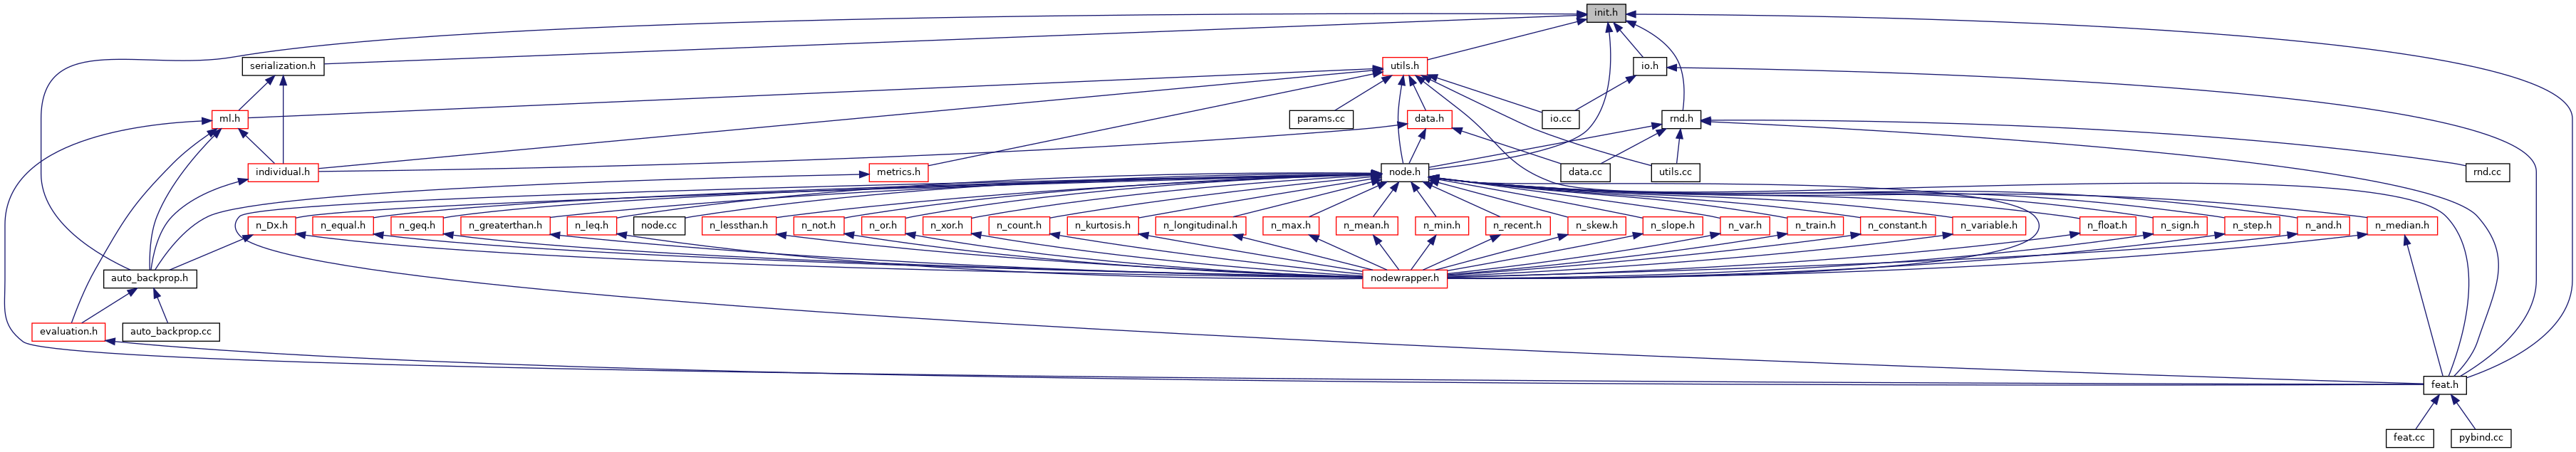 init.h
serialization.h
utils.h
io.h
ml.h
params.cc
data.h
io.cc
rnd.h
individual.h
metrics.h
node.h
data.cc
utils.cc
rnd.cc
n_Dx.h
n_equal.h
n_geq.h
n_greaterthan.h
n_leq.h
node.cc
n_lessthan.h
n_not.h
n_or.h
n_xor.h
n_count.h
n_kurtosis.h
n_longitudinal.h
n_max.h
n_mean.h
n_min.h
n_recent.h
n_skew.h
n_slope.h
n_var.h
n_train.h
n_constant.h
n_variable.h
n_float.h
n_sign.h
n_step.h
n_and.h
n_median.h
auto_backprop.h
nodewrapper.h
evaluation.h
auto_backprop.cc
feat.h
feat.cc
pybind.cc